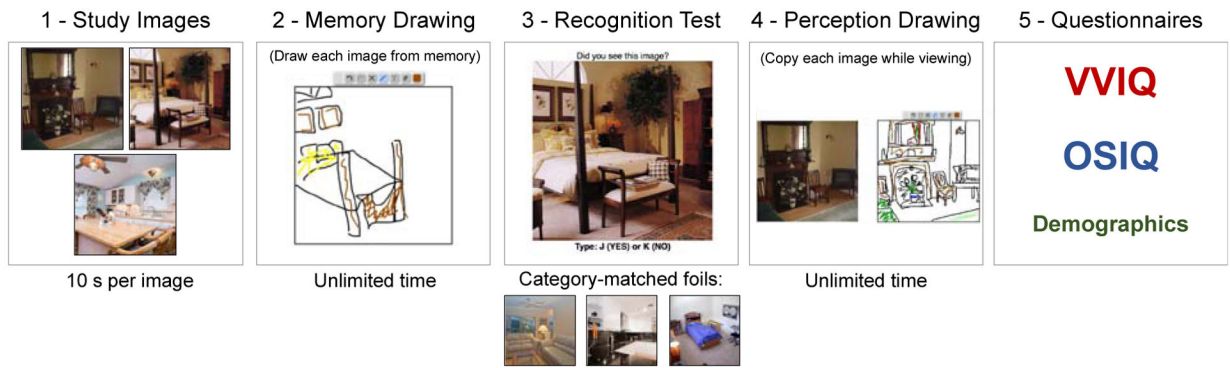 1 - Study Images
2 - Memory Drawing
3 - Recognition Test
4 - Perception Drawing
5 - Questionnaires
(Draw each image from memory)
Did you see this image?
(Copy each image while viewing)
VVIQ
OSIQ
Demographics
Type: J (YES) or K (NO)
10 s per image
Unlimited time
Category-matched foils:
Unlimited time